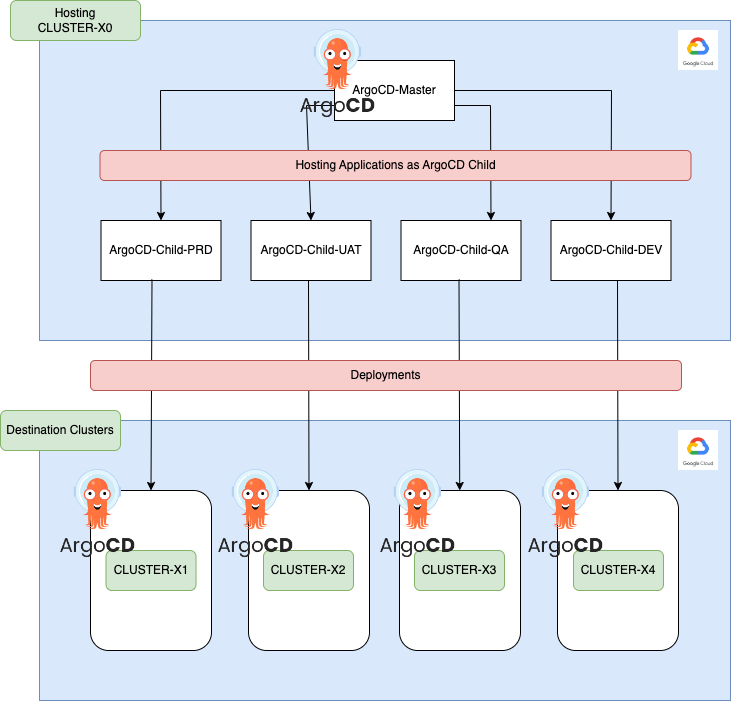 Hosting
CLUSTER-X0
Google Cloud
ArgoCD-Master
ArgoCD
Hosting Applications as ArgoCD Child
ArgoCD-Child-PRD
ArgoCD-Child-UAT
ArgoCD-Child-QA
ArgoCD-Child-DEV
Deployments
Destination Clusters
Google Cloud
ArgoCD
ArgoCD
ArgoCD
ArgoCD
CLUSTER-X1
CLUSTER-X2
CLUSTER-X3
CLUSTER-X4